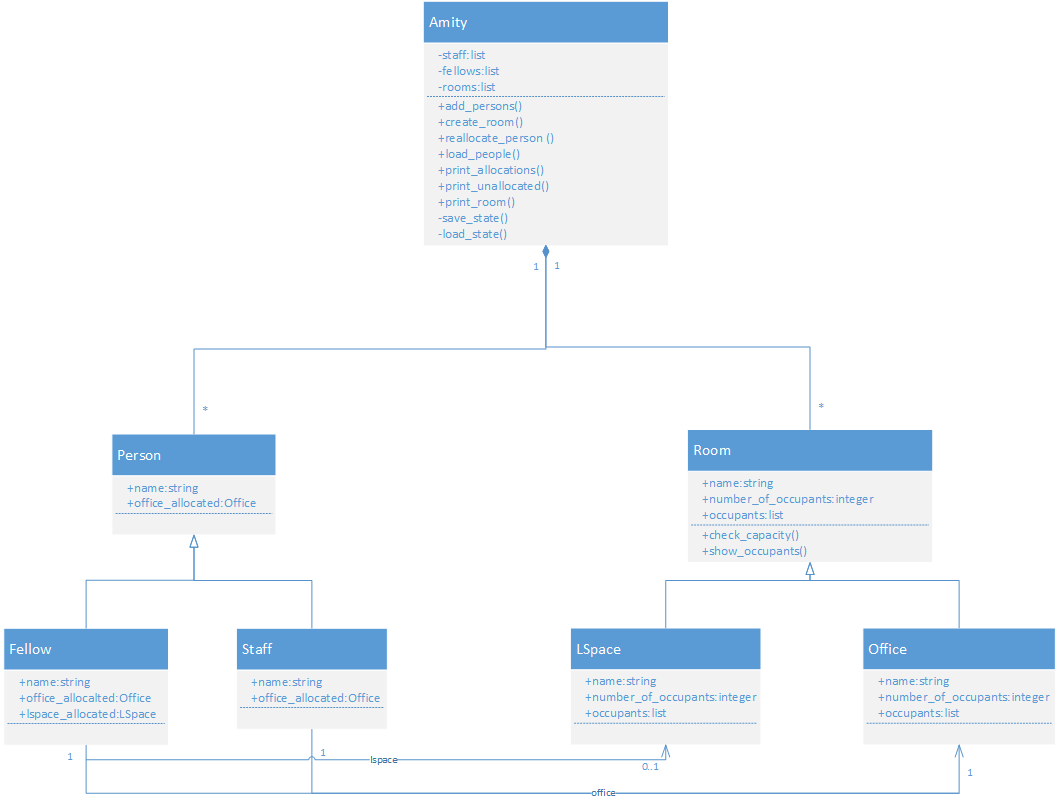 Amity
-staff:list
-fellows:list
-rooms:list
+add_persons()
+create_room()
+reallocate_person ()
+load_people()
+print_allocations()
+print_unallocated()
+print_room()
-save_state()
-load_state()
1 1
*
*
Person
+name:string
+office_allocated:Office
Room
+name:string
+number_of_occupants:integer
+occupants:list
+check_capacity()
+show_occupants()
Fellow
+name:string
+office_allocalted:Office
+lspace_allocated:LSpace
Staff
+name:string
+office_allocated:Office
LSpace
+name:string
+number_of_occupants:integer
+occupants:list
Office
+name:string
+number_of_occupants:integer
+occupants:list
1
1
lspace
0..1
1
office